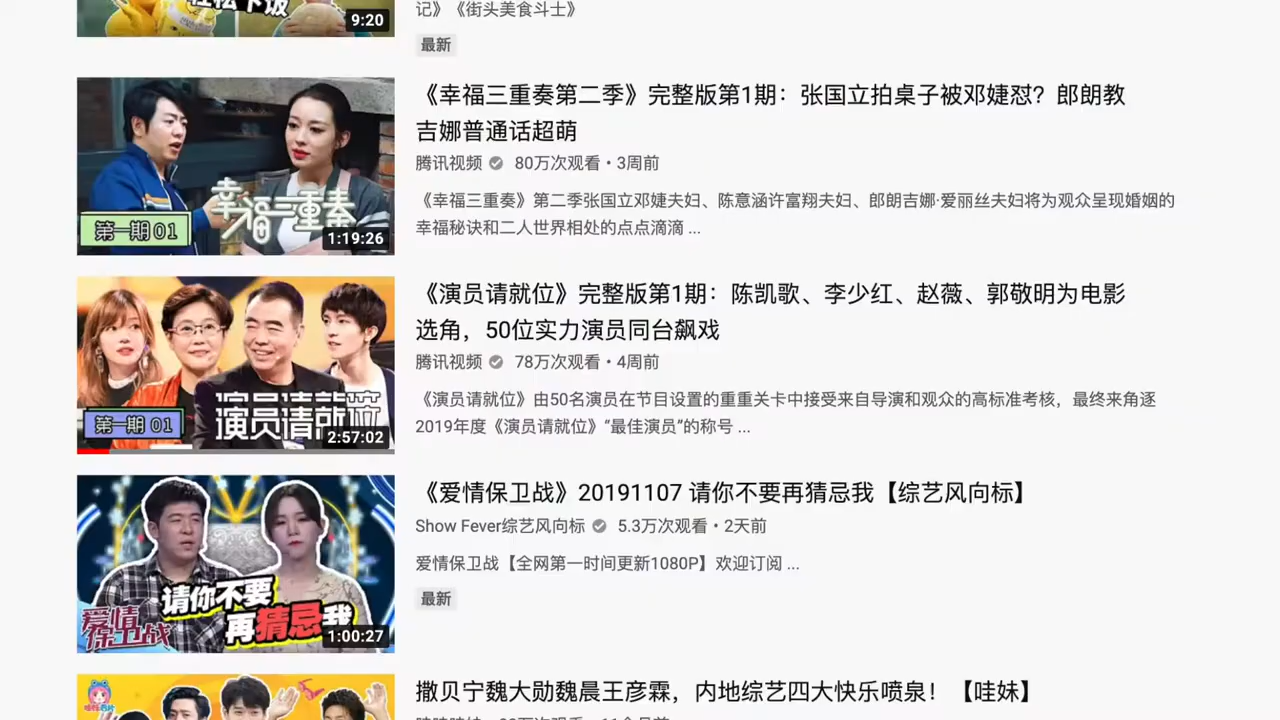 轻松下饭
9:20
记》《街头美食斗士》
最新
《幸福三重奏第二季》完整版第1期：张国立拍桌子被邓婕怼？郎朗教
吉娜普通话超萌
腾讯视频 80万次观看•3周前
《幸福三重奏》第二季张国立邓婕夫妇、陈意涵许富翔夫妇、郎朗吉娜·爱丽丝夫妇将为观众呈现婚姻的
幸福秘诀和二人世界相处的点点滴滴 ...
幸福三重奏
第一期 01
1:19:26
《演员请就位》完整版第1期：陈凯歌、李少红、赵薇、郭敬明为电影
选角，50位实力演员同台飙戏
腾讯视频 78万次观看•4周前
《演员请就位》由50名演员在节目设置的重重关卡中接受来自导演和观众的高标准考核，最终来角逐
2019年度《演员请就位》”最佳演员”的称号 ...
演员请就位
第一期 01
2:57:02
《爱情保卫战》20191107 请你不要再猜忌我【综艺风向标】
Show Fever综艺风向标 5.3万次观看•2天前
爱情保卫战【全网第一时间更新1080P】欢迎订阅 ...
最新
请你不要
再猜忌我
爱情
保卫战
1:00:27
撒贝宁魏大勋魏晨王彦霖，内地综艺四大快乐喷泉！【哇妹】